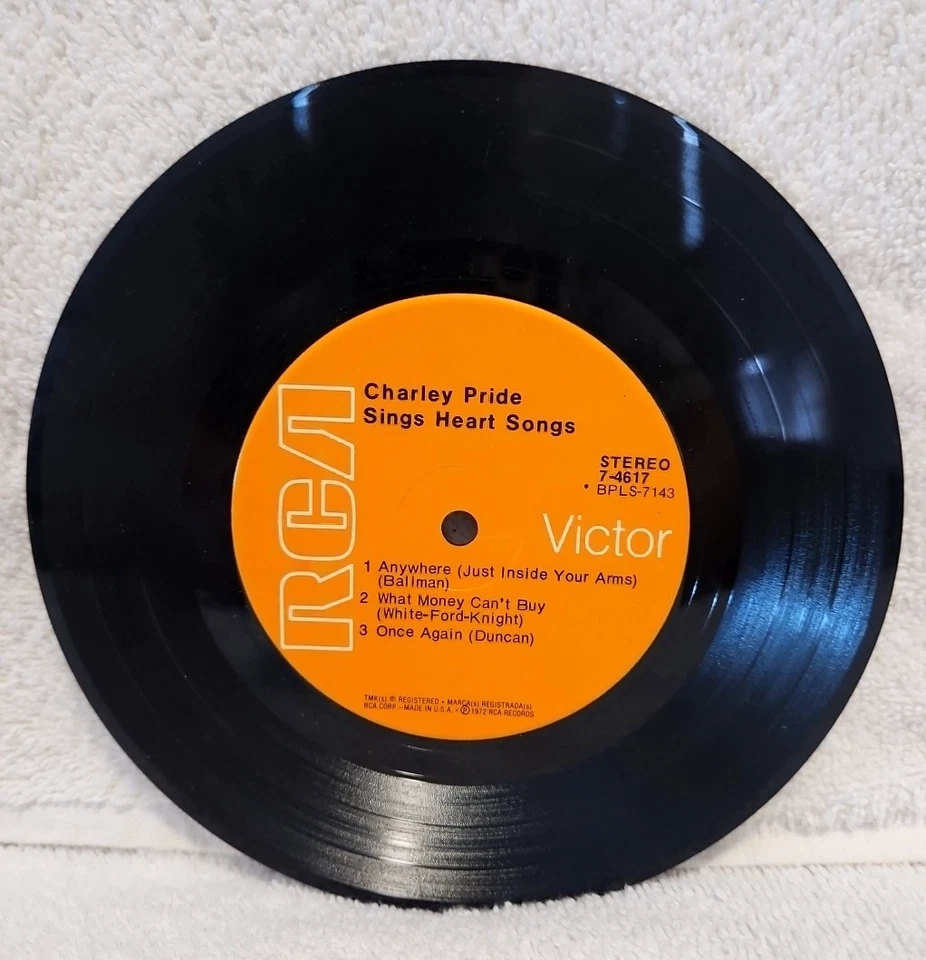 RCA
Charley Pride
Sings Heart Songs
STEREO
7-4617
• BPLS-7143
Victor
1 Anywhere (Just Inside Your Arms)
(Ballman)
2 What Money Can't Buy
(White-Ford-Knight)
3 Once Again (Duncan)
TMK(s) ® REGISTERED • MARCA(s) REGISTRADA(s)
RCA CORP.–MADE IN U.S.A. • ℗ 1972 RCA RECORDS